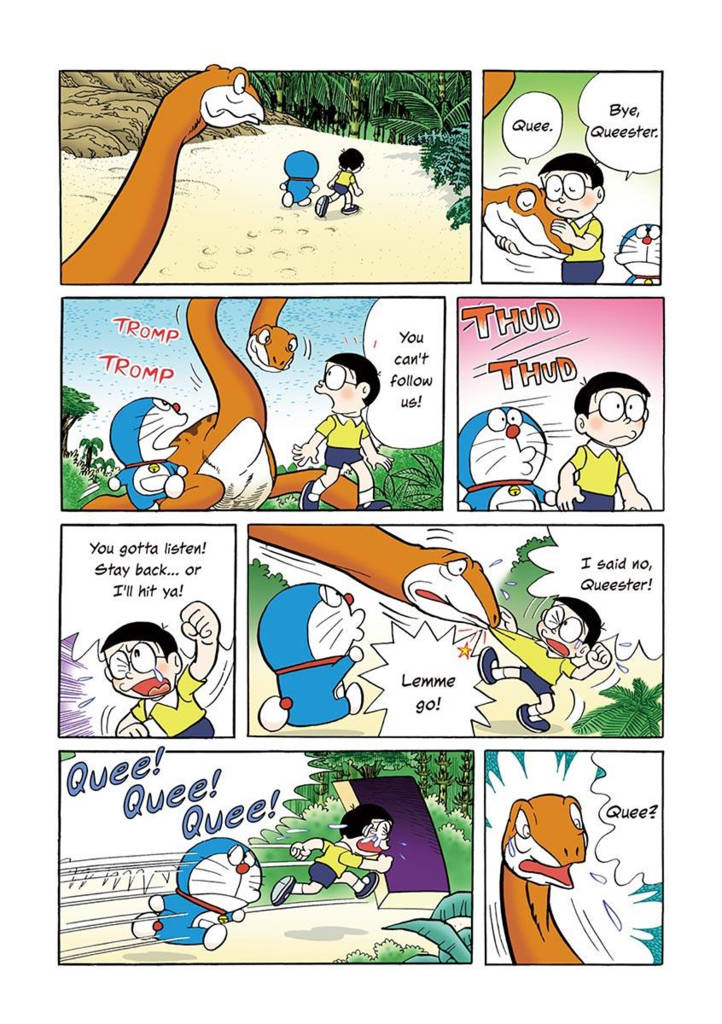 Quee.
Bye,
Queester.
TROMP
TROMP
You
can't
follow
us!
THUD
THUD
You gotta listen!
Stay back... or
I'll hit ya!
I said no,
Queester!
Lemme
go!
Quee!
Quee!
Quee!
Quee?